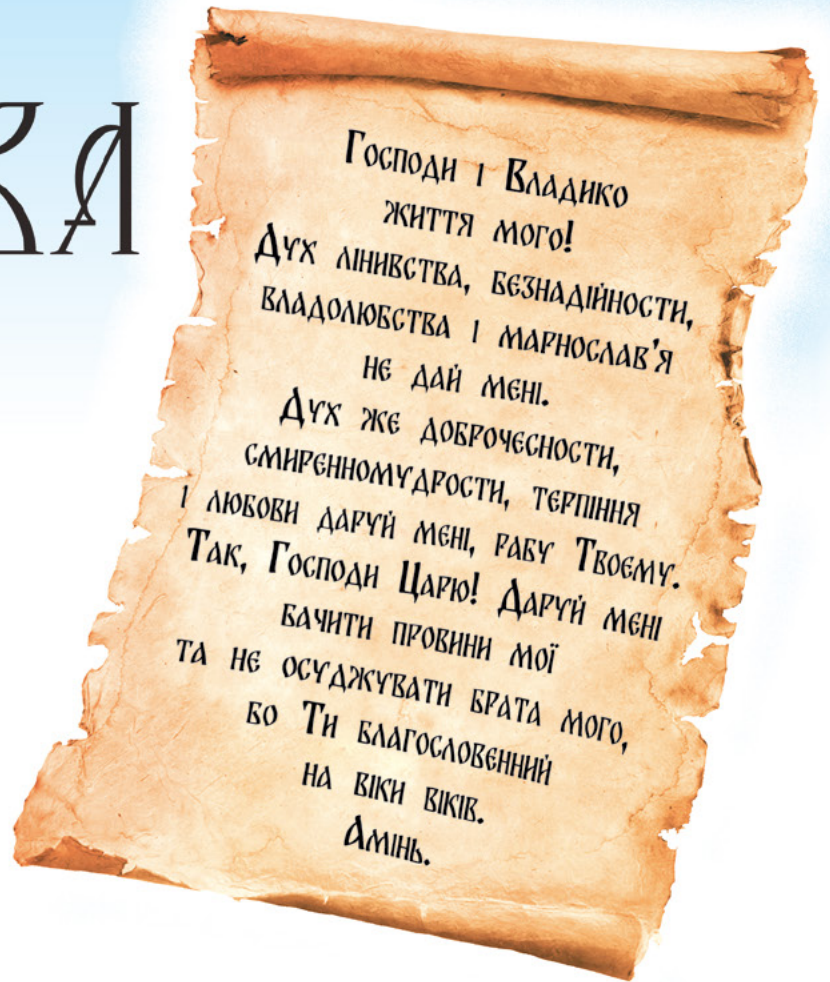 Господи і Владико
життя мого!
Дух лінивства, безнадійности,
владолюбства і марнослав'я
не дай мені.
Дух же доброчесности,
смиренномудрости, терпіння
і любови даруй мені, рабу Твоєму.
Так, Господи Царю! Даруй мені
бачити провини мої
та не осуджувати брата мого,
бо Ти благословенний
на віки віків.
Амінь.